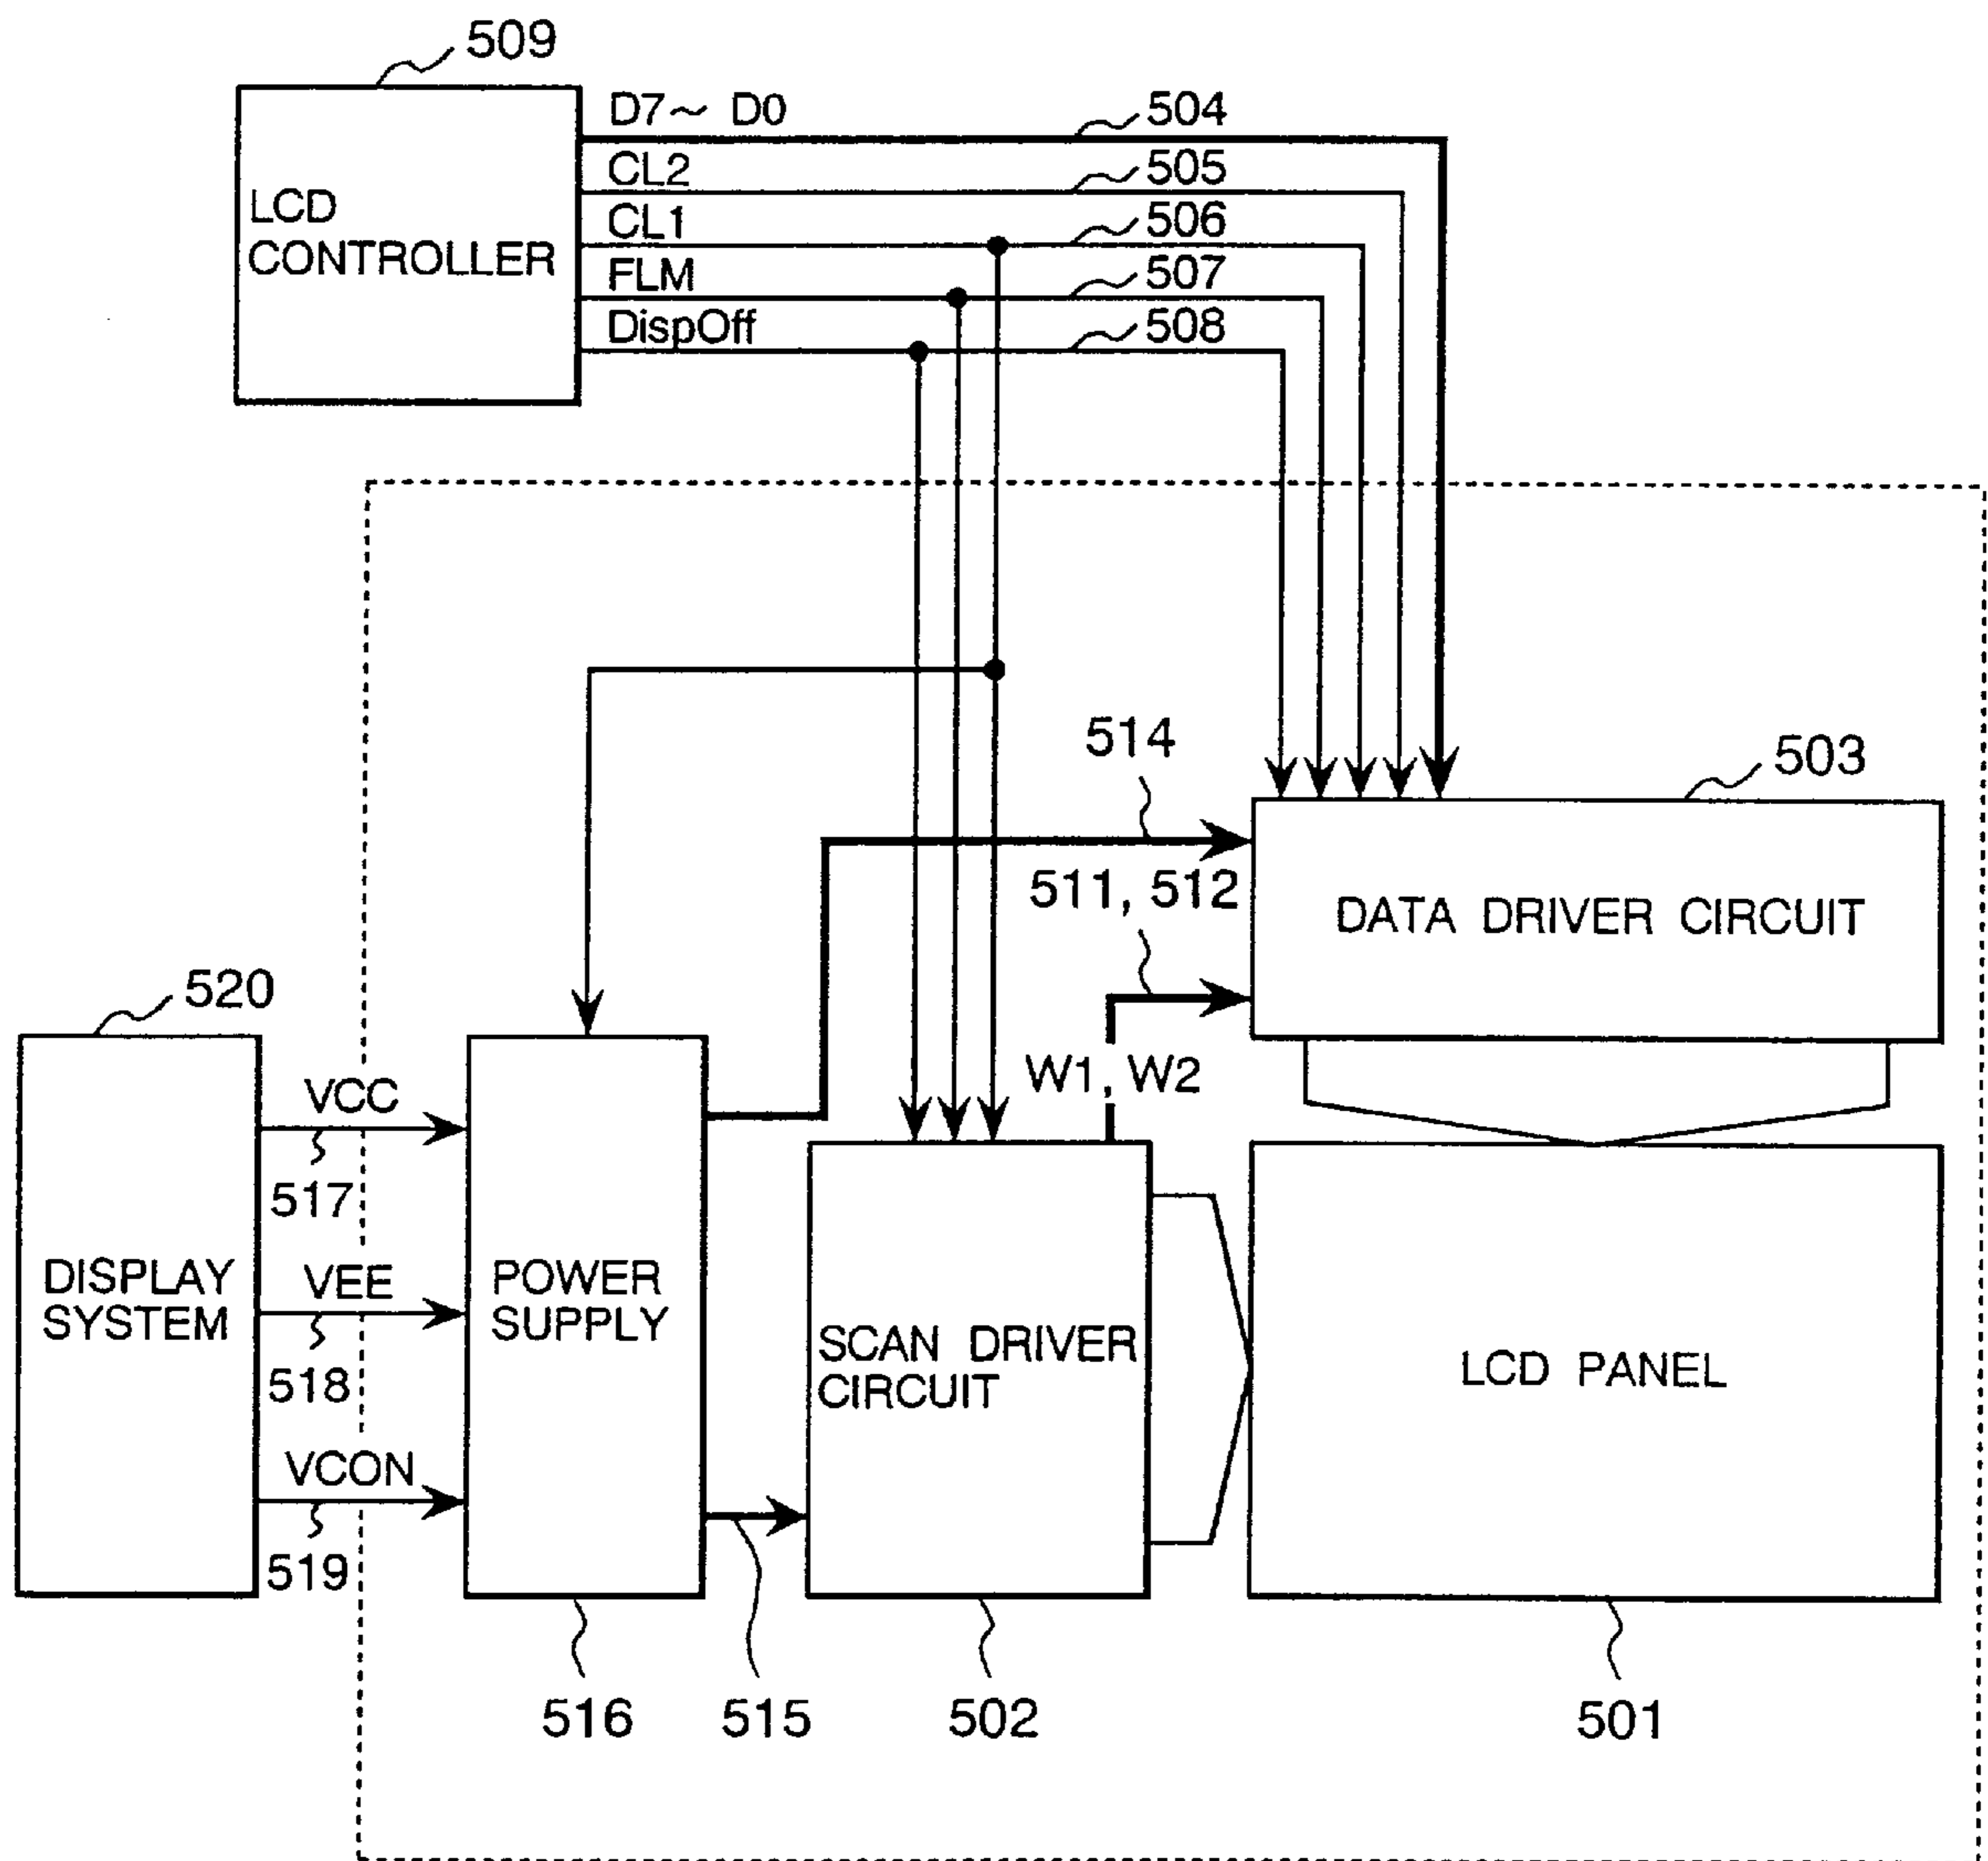 509
D7~ D0
504
CL2
505
LCD
CONTROLLER
CL1
506
FLM
507
DispOff
508
514
503
511, 512
DATA DRIVER CIRCUIT
520
W1, W2
VCC
517
DISPLAY
SYSTEM
VEE
518
POWER
SUPPLY
SCAN DRIVER
CIRCUIT
LCD PANEL
VCON
519
516
515
502
501